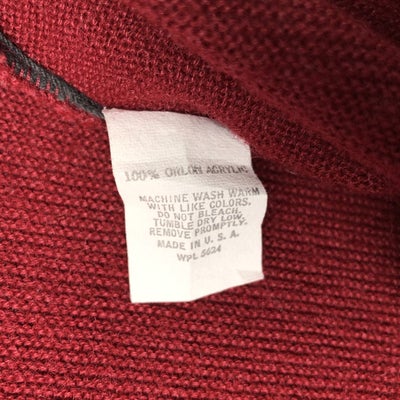 100% ORLON ACRYLIC
MACHINE WASH WARM
WITH LIKE COLORS.
DO NOT BLEACH.
TUMBLE DRY LOW.
REMOVE PROMPTLY.
MADE IN U. S. A.
WPL 5624